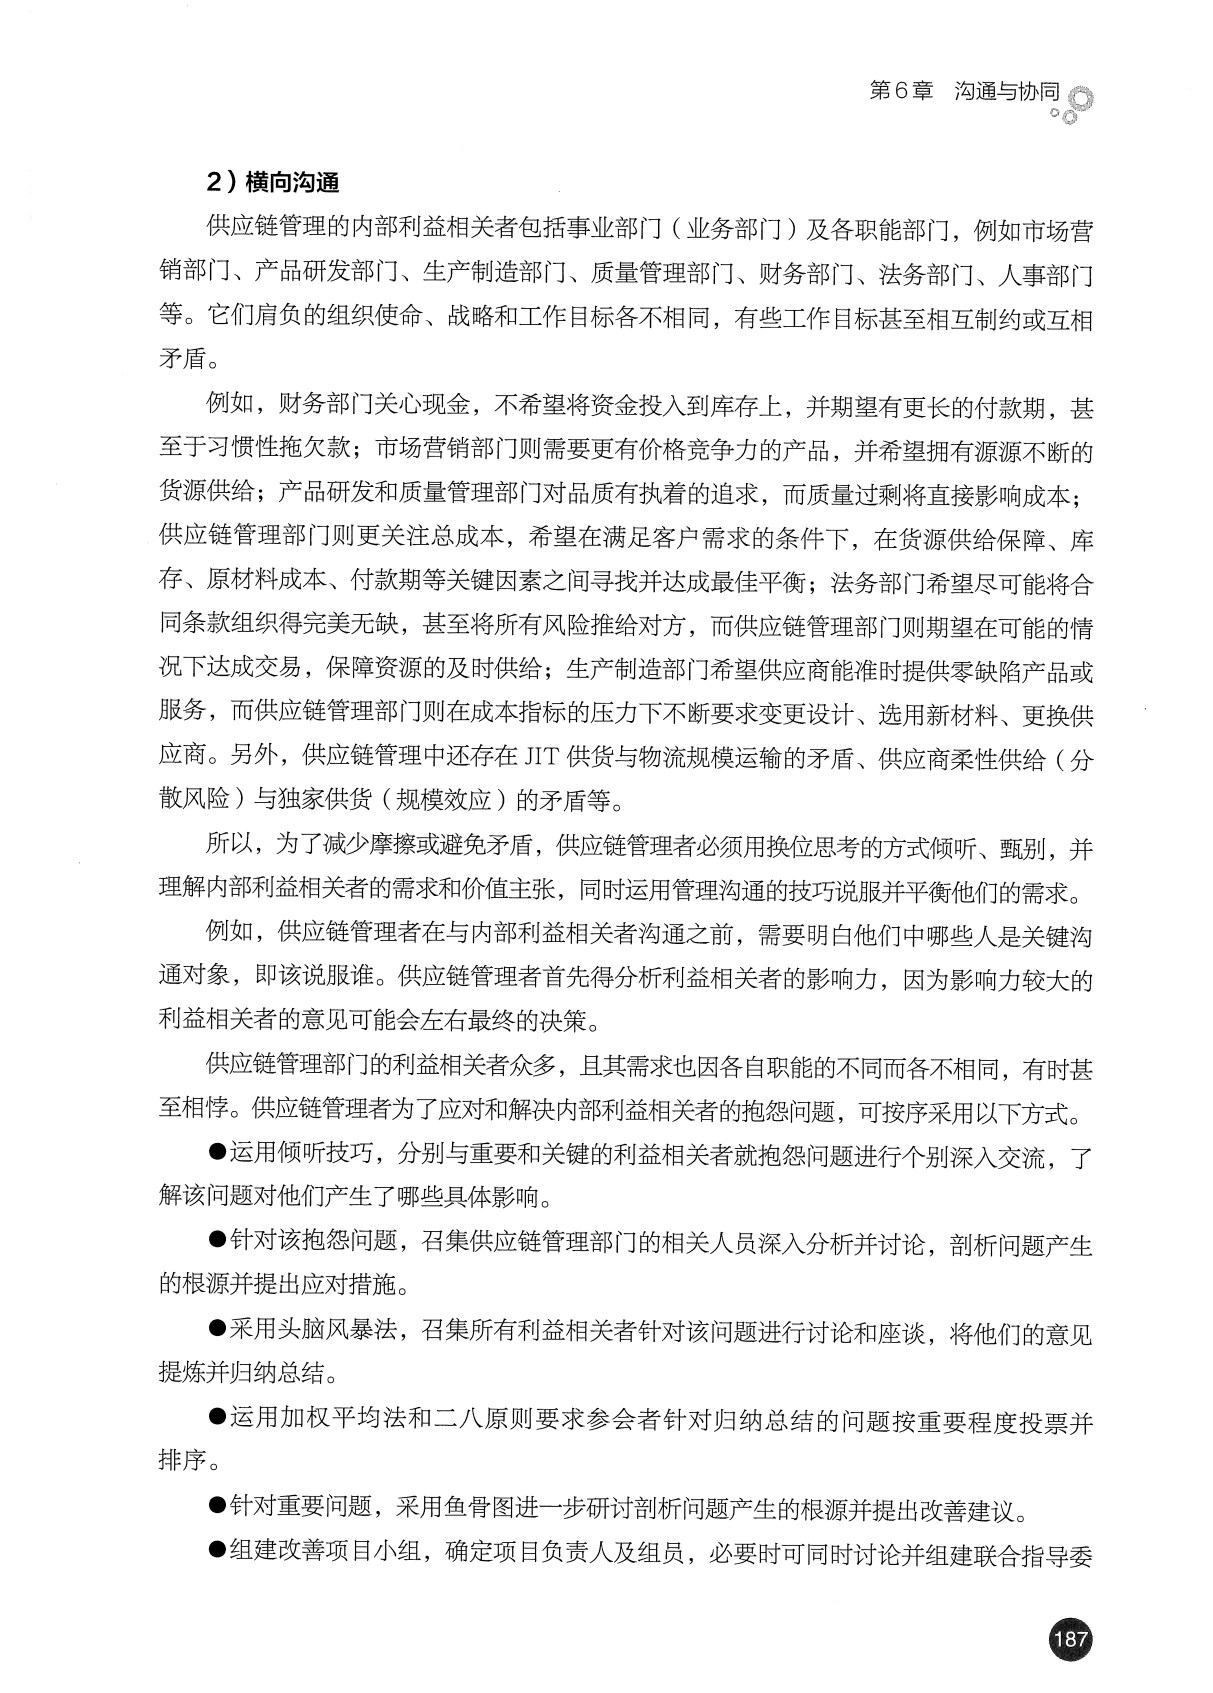 第6章 沟通与协同
2）横向沟通
供应链管理的内部利益相关者包括事业部门（业务部门）及各职能部门，例如市场营
销部门、产品研发部门、生产制造部门、质量管理部门、财务部门、法务部门、人事部门
等。它们肩负的组织使命、战略和工作目标各不相同，有些工作目标甚至相互制约或互相
矛盾。
例如，财务部门关心现金，不希望将资金投入到库存上，并期望有更长的付款期，甚
至于习惯性拖欠款；市场营销部门则需要更有价格竞争力的产品，并希望拥有源源不断的
货源供给；产品研发和质量管理部门对品质有执着的追求，而质量过剩将直接影响成本；
供应链管理部门则更关注总成本，希望在满足客户需求的条件下，在货源供给保障、库
存、原材料成本、付款期等关键因素之间寻找并达成最佳平衡；法务部门希望尽可能将合
同条款组织得完美无缺，甚至将所有风险推给对方，而供应链管理部门则期望在可能的情
况下达成交易，保障资源的及时供给；生产制造部门希望供应商能准时提供零缺陷产品或
服务，而供应链管理部门则在成本指标的压力下不断要求变更设计、选用新材料、更换供
应商。另外，供应链管理中还存在 JIT 供货与物流规模运输的矛盾、供应商柔性供给（分
散风险）与独家供货（规模效应）的矛盾等。
所以，为了减少摩擦或避免矛盾，供应链管理者必须用换位思考的方式倾听、甄别，并
理解内部利益相关者的需求和价值主张，同时运用管理沟通的技巧说服并平衡他们的需求。
例如，供应链管理者在与内部利益相关者沟通之前，需要明白他们中哪些人是关键沟
通对象，即该说服谁。供应链管理者首先得分析利益相关者的影响力，因为影响力较大的
利益相关者的意见可能会左右最终的决策。
供应链管理部门的利益相关者众多，且其需求也因各自职能的不同而各不相同，有时甚
至相悖。供应链管理者为了应对和解决内部利益相关者的抱怨问题，可按序采用以下方式。
●运用倾听技巧，分别与重要和关键的利益相关者就抱怨问题进行个别深入交流，了
解该问题对他们产生了哪些具体影响。
●针对该抱怨问题，召集供应链管理部门的相关人员深入分析并讨论，剖析问题产生
的根源并提出应对措施。
●采用头脑风暴法，召集所有利益相关者针对该问题进行讨论和座谈，将他们的意见
提炼并归纳总结。
●运用加权平均法和二八原则要求参会者针对归纳总结的问题按重要程度投票并
排序。
●针对重要问题，采用鱼骨图进一步研讨剖析问题产生的根源并提出改善建议。
●组建改善项目小组，确定项目负责人及组员，必要时可同时讨论并组建联合指导委
187